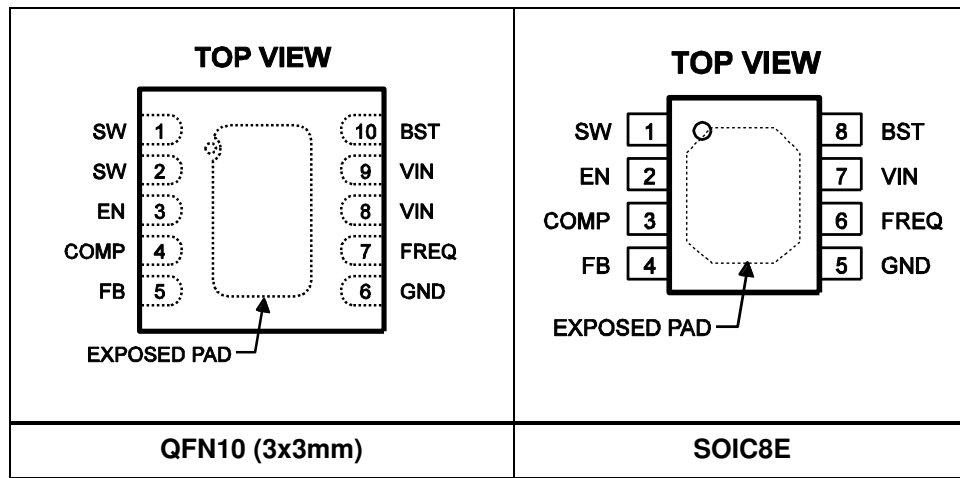 TOP VIEW
SW 1 10 BST
SW 2 9 VIN
EN 3 8 VIN
COMP 4 7 FREQ
FB 5 6 GND
EXPOSED PAD
QFN10 (3x3mm)
TOP VIEW
SW 1 8 BST
EN 2 7 VIN
COMP 3 6 FREQ
FB 4 5 GND
EXPOSED PAD
SOIC8E